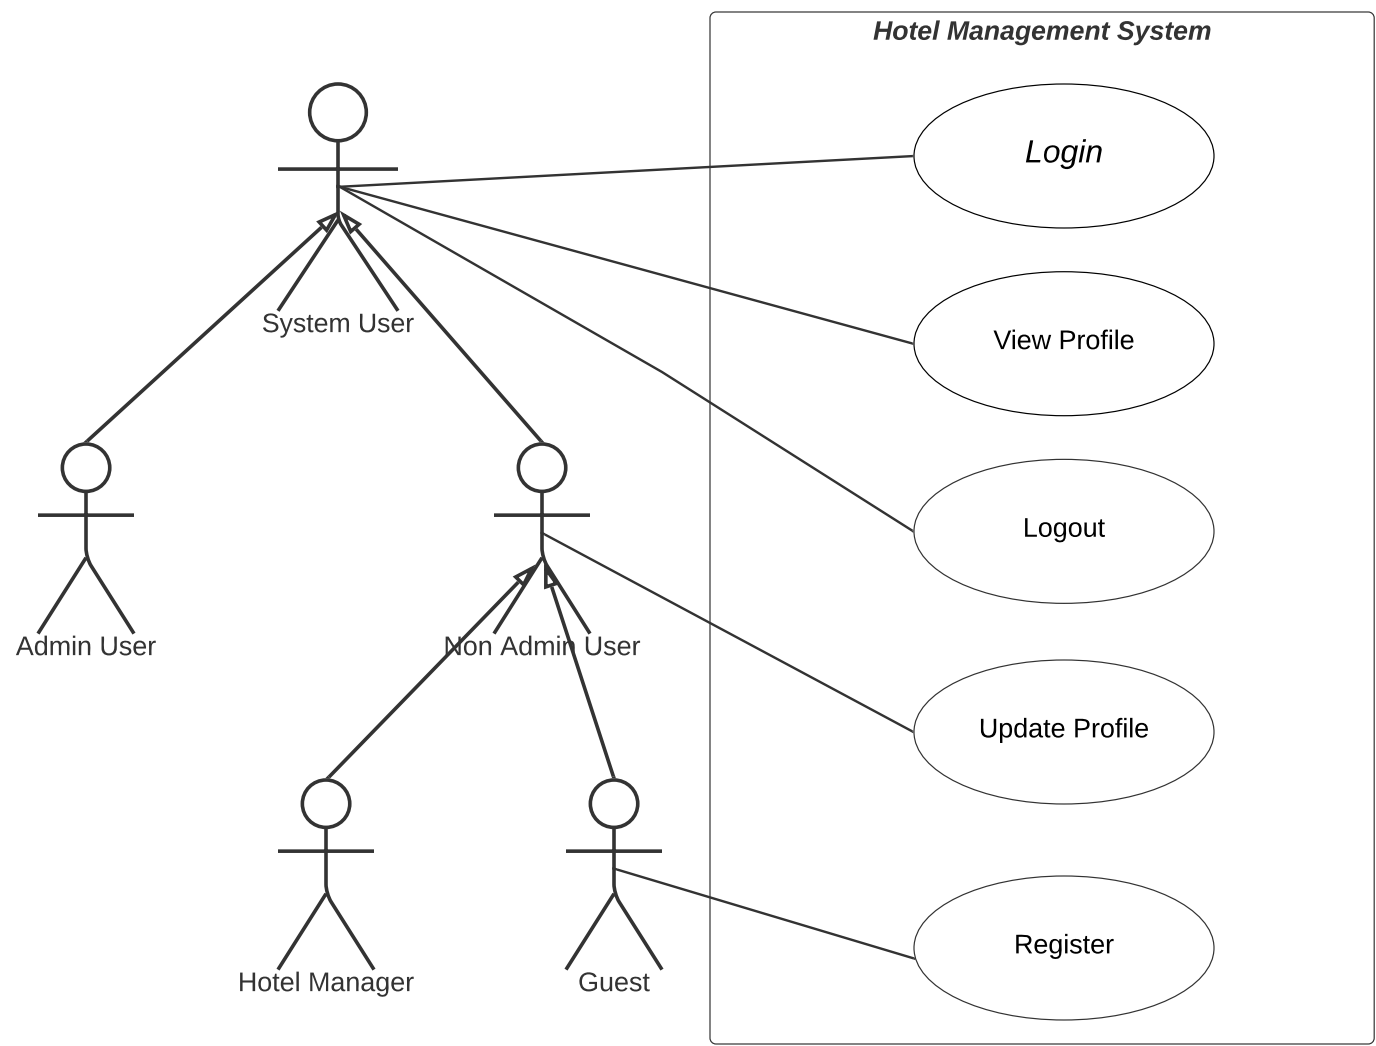 Hotel Management System
Login
System User
View Profile
Logout
Admin User
Non Admin User
Update Profile
Register
Hotel Manager
Guest